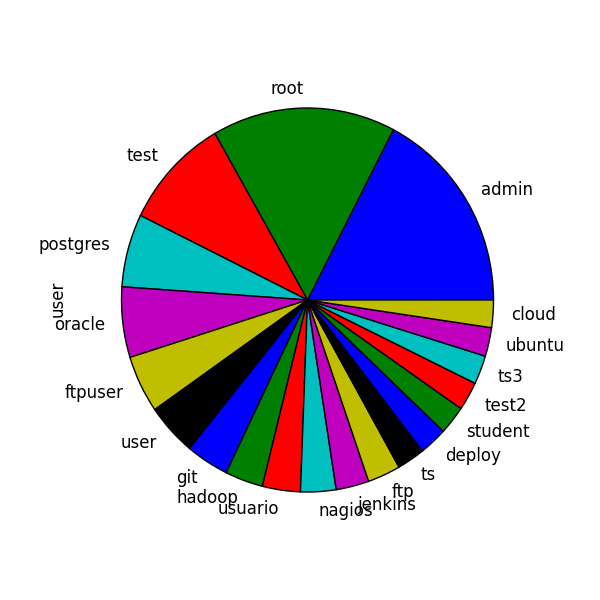 root
admin
test
postgres
user
oracle
ftpuser
user
git
hadoop
usuario
nagios
jenkins
ftp
ts
deploy
student
test2
ts3
ubuntu
cloud